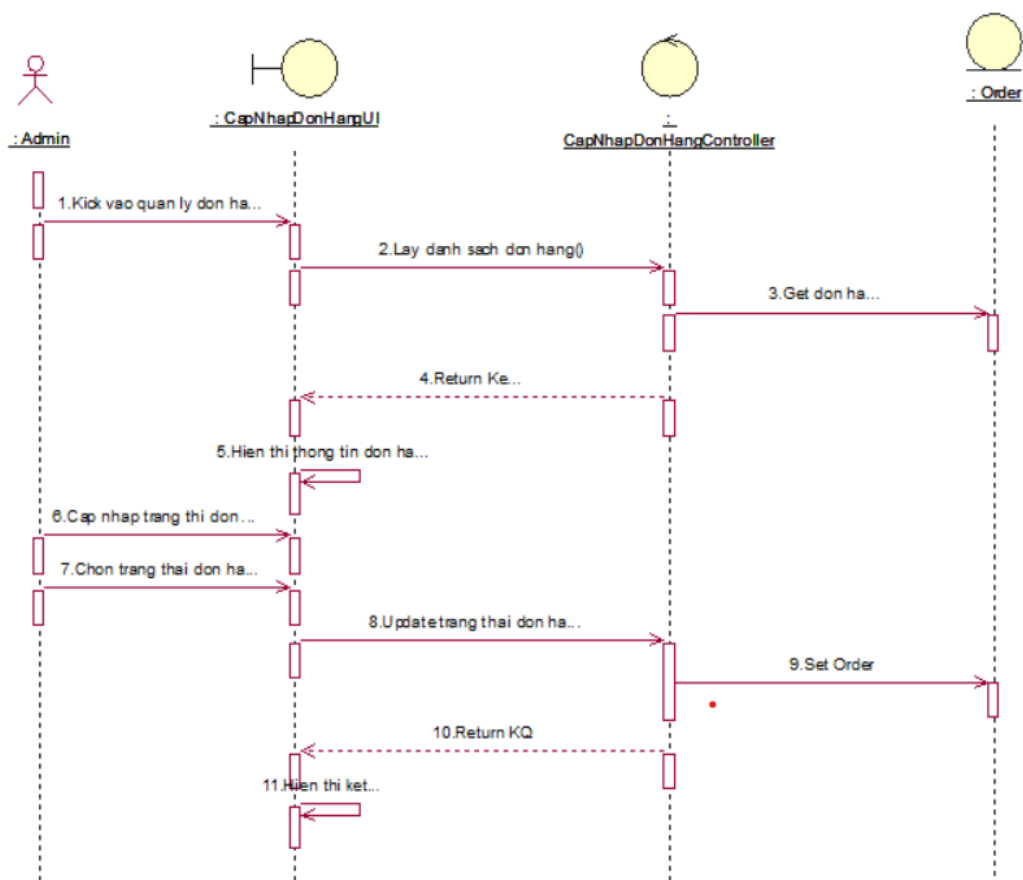 : Order
: CapNhapDonHangUI
: Admin
:
CapNhapDonHangController
1.Kick vao quan ly don ha...
2.Lay danh sach don hang()
3.Get don ha...
4.Return Ke...
5.Hien thi thong tin don ha...
6.Cap nhap trang thi don...
7.Chon trang thai don ha...
8.Update trang thai don ha...
9.Set Order
10.Return KQ
11.Hien thi ket...